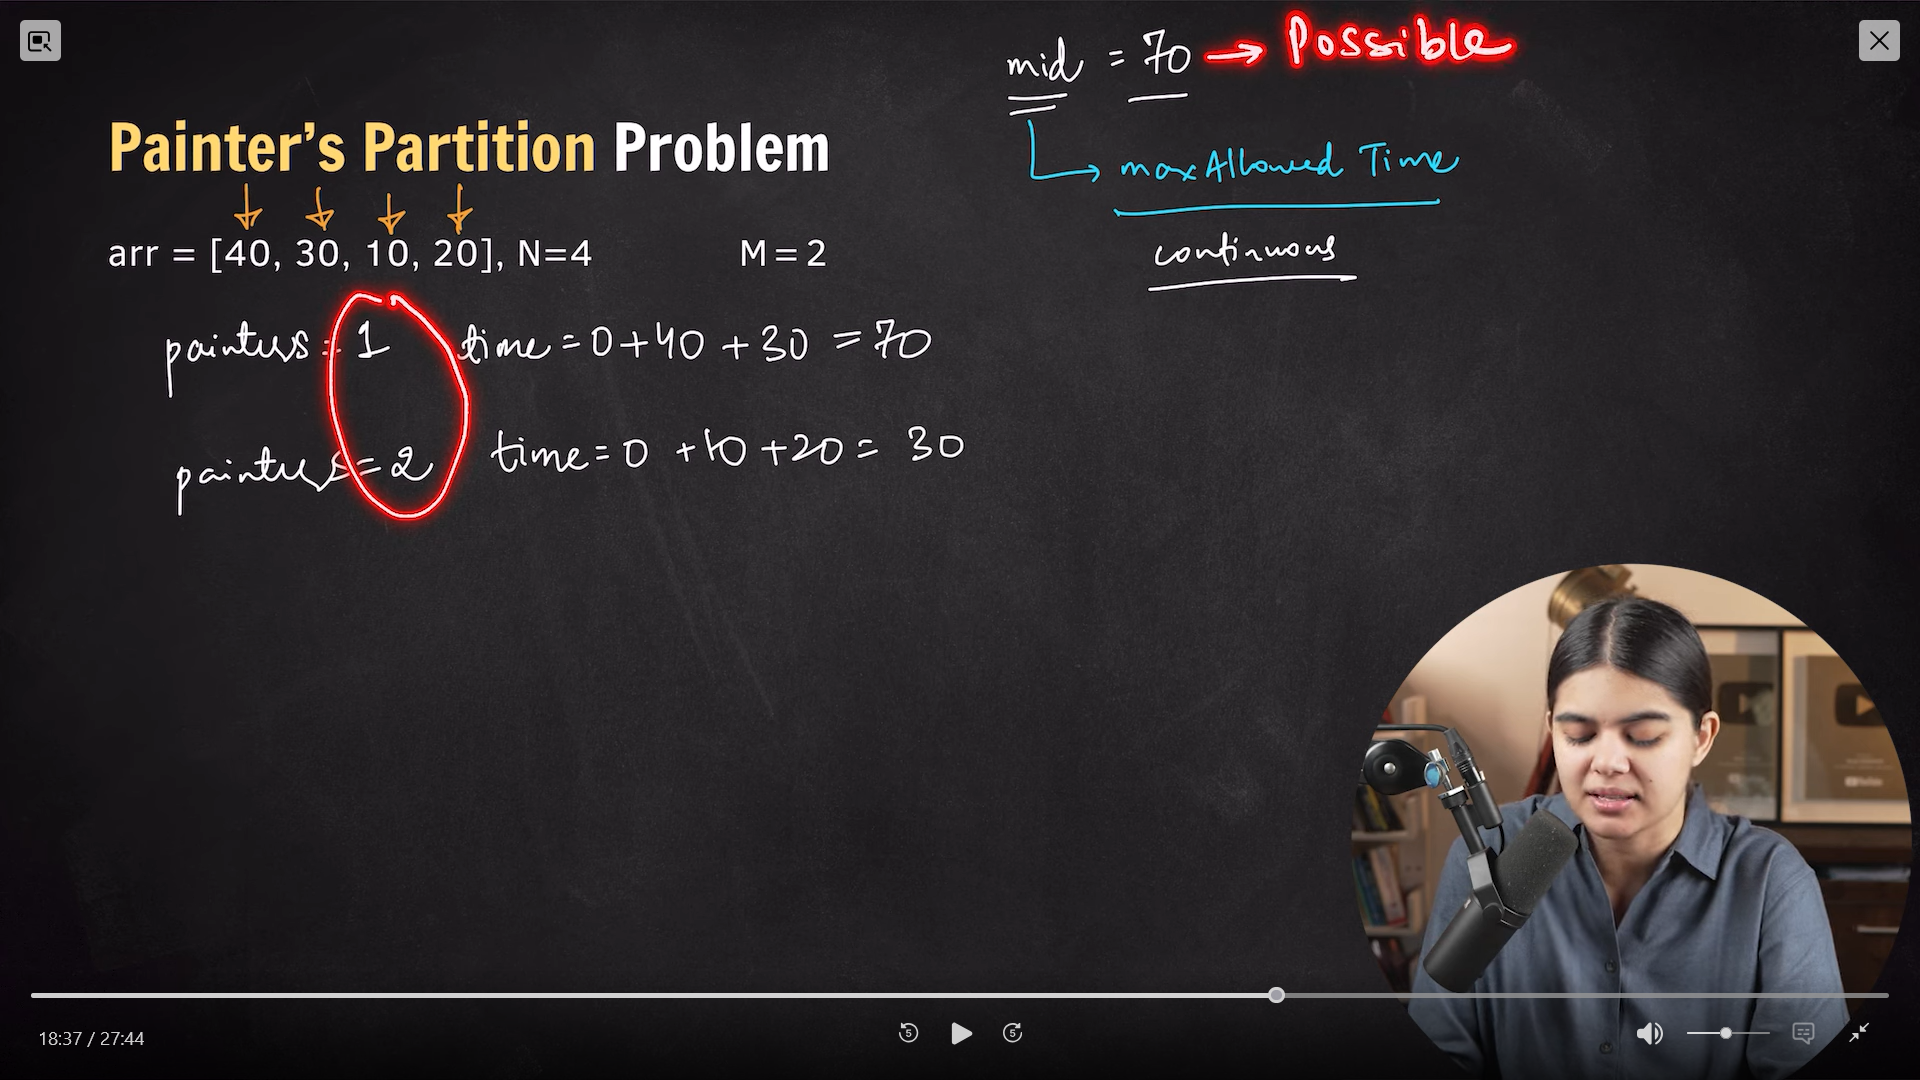 mid = 70 → Possible
maxAllowed Time
continuous
Painter’s Partition Problem
arr = [40, 30, 10, 20], N=4 M = 2
painters = 1 time = 0+40 +30 = 70
painters = 2 time = 0 +10 +20 = 30
18:37 / 27:44
5 5